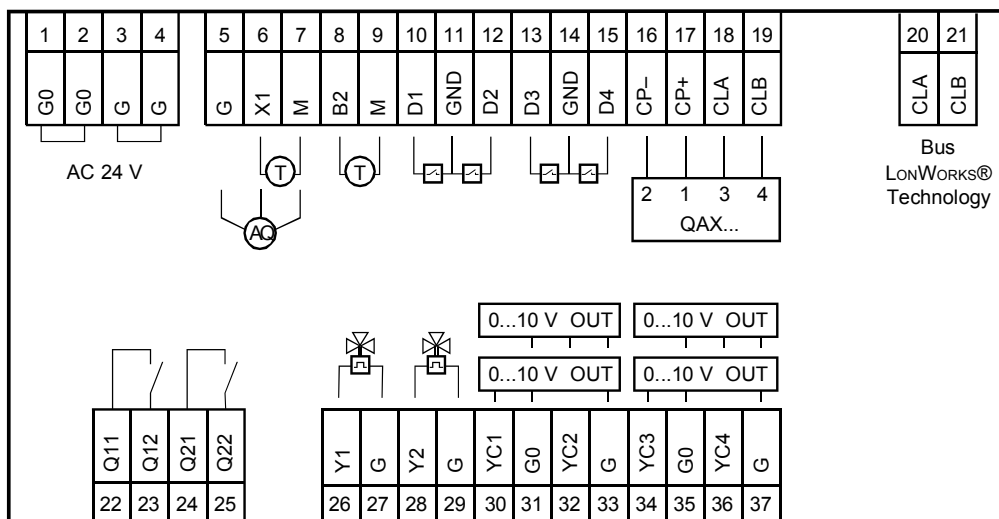 1 2 3 4 5 6 7 8 9 10 11 12 13 14 15 16 17 18 19 20 21
G0 G0 G G G X1 M B2 M D1 GND D2 D3 GND D4 CP– CP+ CLA CLB CLA CLB
AC 24 V
T T
AQ
2 1 3 4
QAX...
Bus
LONWORKS®
Technology
0...10 V OUT 0...10 V OUT
0...10 V OUT 0...10 V OUT
Q11 Q12 Q21 Q22 Y1 G Y2 G YC1 G0 YC2 G YC3 G0 YC4 G
22 23 24 25 26 27 28 29 30 31 32 33 34 35 36 37